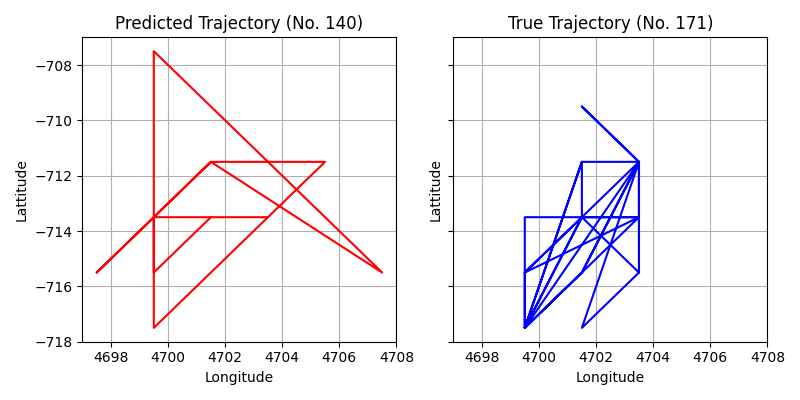 Predicted Trajectory (No. 140)
True Trajectory (No. 171)
−708
−710
−712
−714
−716
−718
Lattitude
Lattitude
4698 4700 4702 4704 4706 4708
4698 4700 4702 4704 4706 4708
Longitude
Longitude